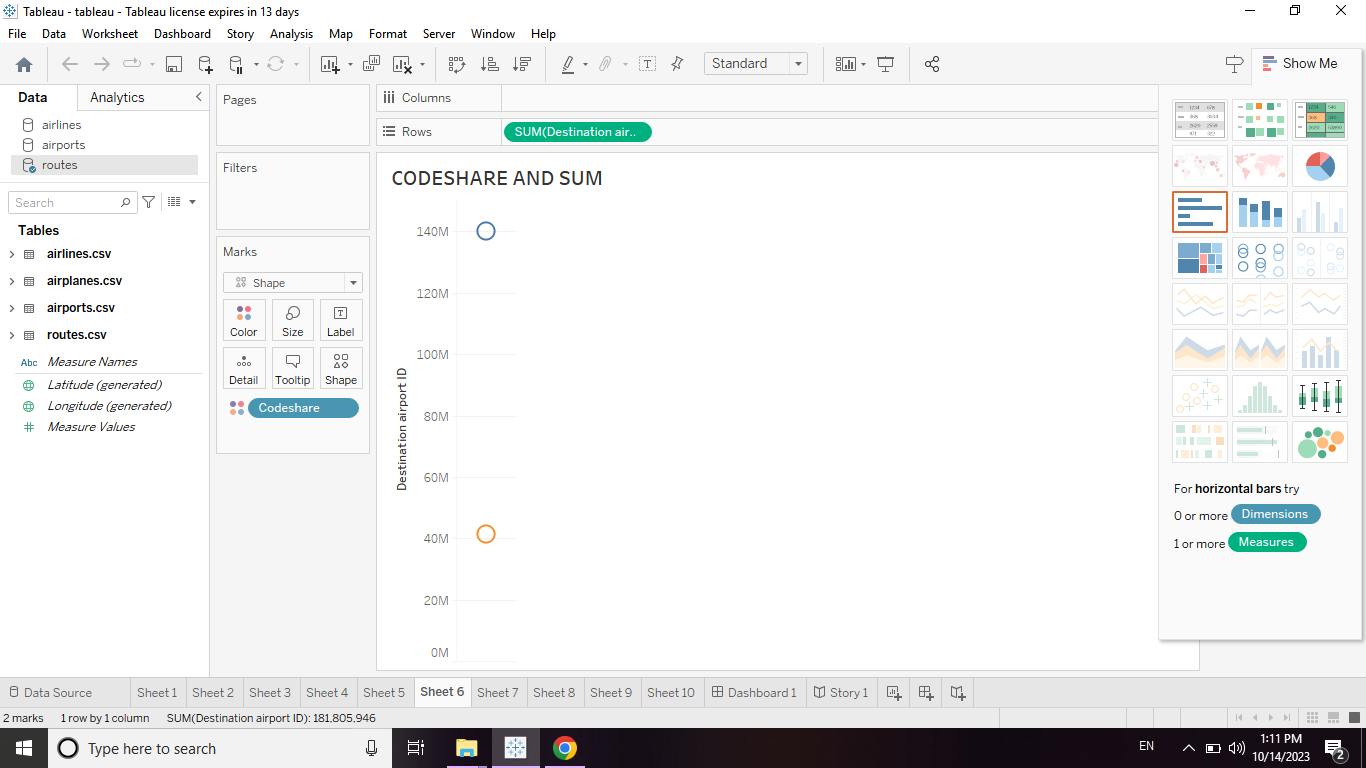 Tableau - tableau - Tableau license expires in 13 days
File Data Worksheet Dashboard Story Analysis Map Format Server Window Help
Standard
Show Me
Data Analytics
airlines
airports
routes
Search
Tables
airlines.csv
airplanes.csv
airports.csv
routes.csv
Abc Measure Names
Latitude (generated)
Longitude (generated)
Measure Values
Pages
Filters
Marks
Shape
Color Size Label
Detail Tooltip Shape
Codeshare
Columns
Rows SUM(Destination air..
CODESHARE AND SUM
140M
120M
100M
80M
60M
40M
20M
0M
Destination airport ID
For horizontal bars try
0 or more Dimensions
1 or more Measures
Data Source Sheet 1 Sheet 2 Sheet 3 Sheet 4 Sheet 5 Sheet 6 Sheet 7 Sheet 8 Sheet 9 Sheet 10 Dashboard 1 Story 1
2 marks 1 row by 1 column SUM(Destination airport ID): 181,805,946
Type here to search
EN
1:11 PM
10/14/2023
2